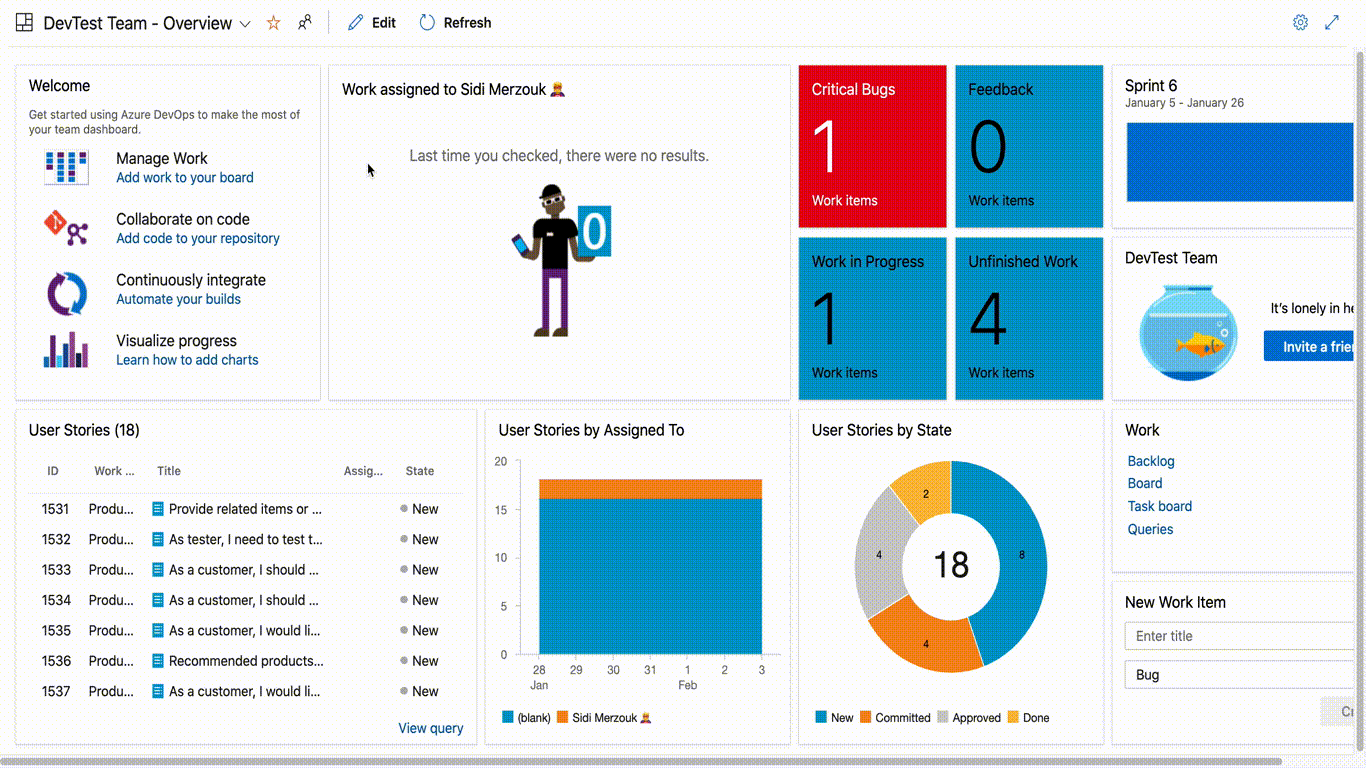 DevTest Team - Overview
Edit
Refresh
Welcome
Get started using Azure DevOps to make the most of
your team dashboard.
Manage Work
Add work to your board
Collaborate on code
Add code to your repository
Continuously integrate
Automate your builds
Visualize progress
Learn how to add charts
Work assigned to Sidi Merzouk
Last time you checked, there were no results.
0
Critical Bugs
1
Work items
Feedback
0
Work items
Work in Progress
1
Work items
Unfinished Work
4
Work items
Sprint 6
January 5 - January 26
DevTest Team
It's lonely in he
Invite a frie
User Stories (18)
ID Work ... Title Assig... State
1531 Produ... Provide related items or ... New
1532 Produ... As tester, I need to test t... New
1533 Produ... As a customer, I should ... New
1534 Produ... As a customer, I should ... New
1535 Produ... As a customer, I would li... New
1536 Produ... Recommended products... New
1537 Produ... As a customer, I would li... New
View query
User Stories by Assigned To
20
15
10
5
0
28 29 30 31 1 2 3
Jan Feb
(blank) Sidi Merzouk
User Stories by State
2
8
4
18
4
New Committed Approved Done
Work
Backlog
Board
Task board
Queries
New Work Item
Enter title
Bug